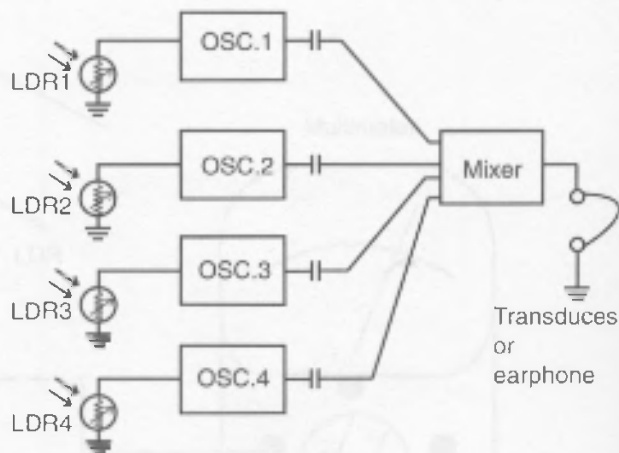 OSC.1
LDR1
OSC.2
Mixer
LDR2
OSC.3
LDR3
Transduces
or
earphone
OSC.4
LDR4